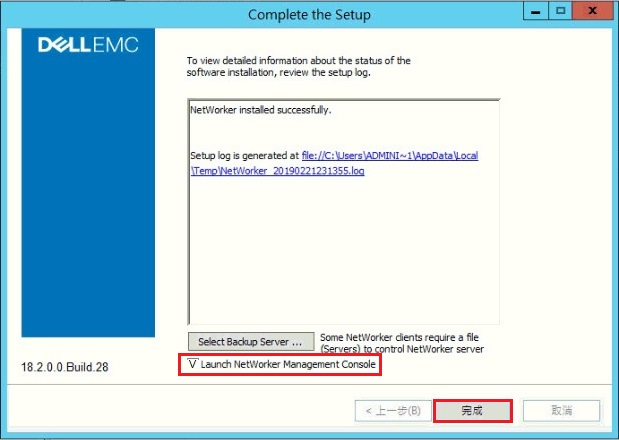 Complete the Setup
DELLEMC
To view detailed information about the status of the
software installation, review the setup log.
NetWorker installed successfully.
Setup log is generated at file://C:\Users\ADMINI~1\AppData\Local
\Temp\NetWorker_20190221231355.log
Select Backup Server ...
Some NetWorker clients require a file
(Servers) to control NetWorker server
Launch NetWorker Management Console
18.2.0.0.Build.28
< 上一步(B)
完成
取消